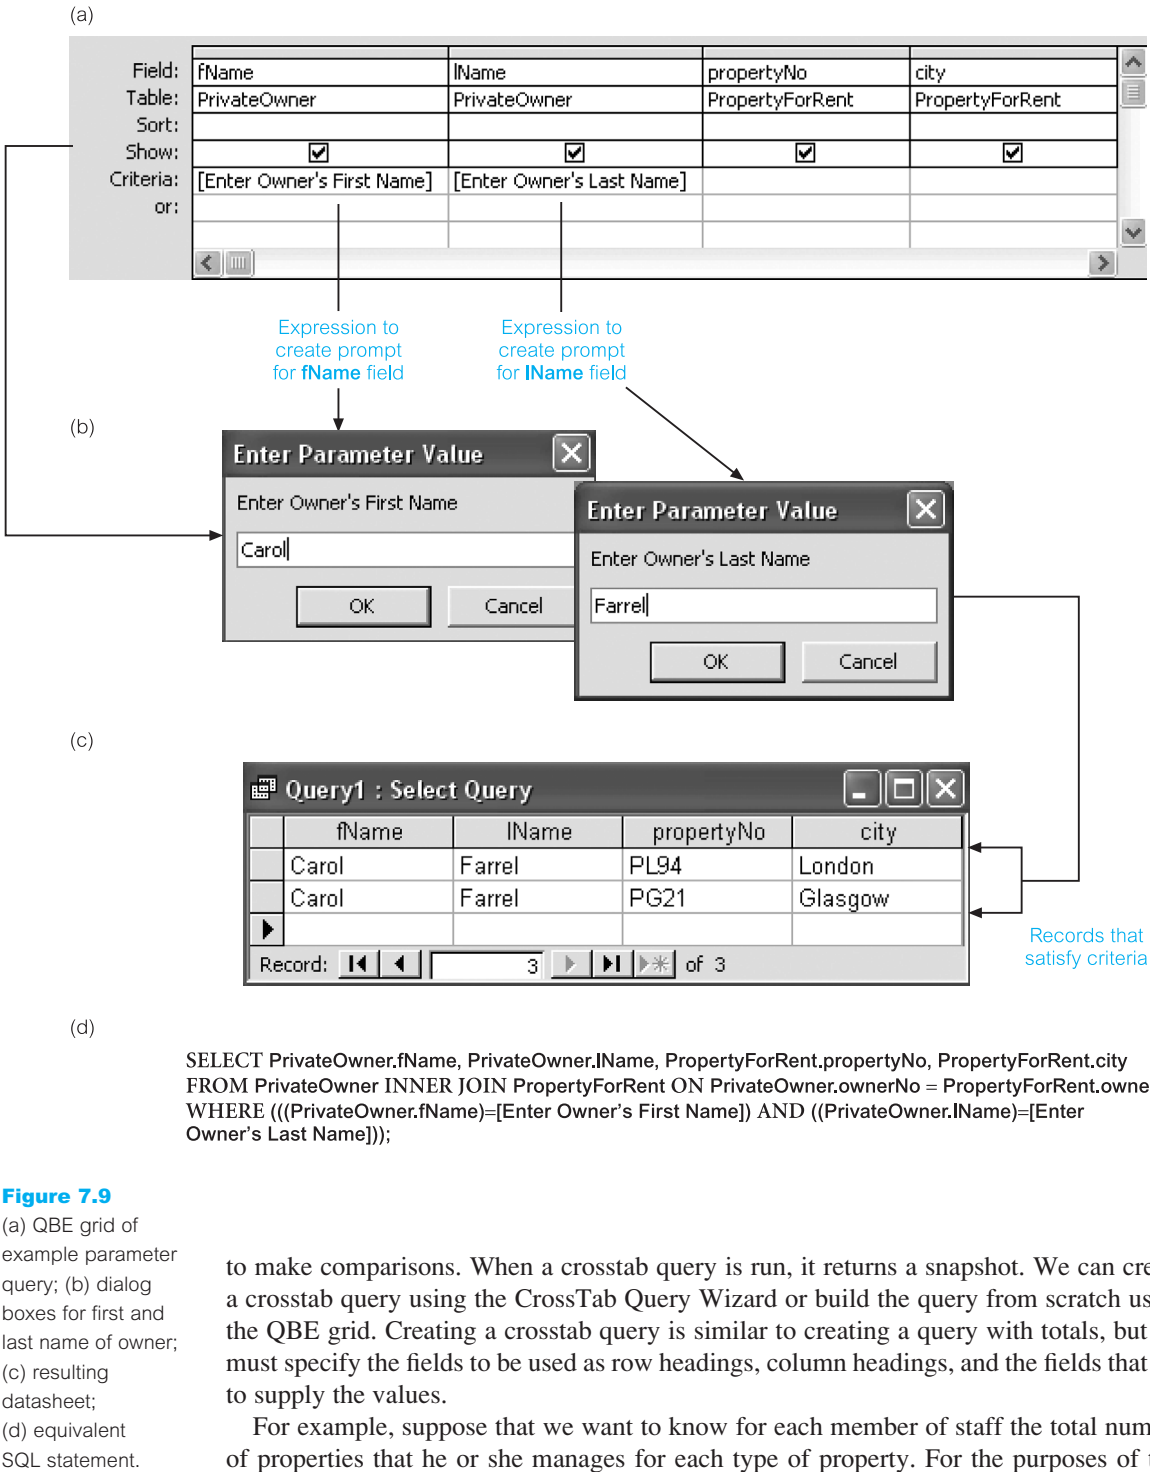 (a)
Field: fName lName propertyNo city
Table: PrivateOwner PrivateOwner PropertyForRent PropertyForRent
Sort:
Show:
Criteria: [Enter Owner's First Name] [Enter Owner's Last Name]
or:
Expression to
create prompt
for fName field
Expression to
create prompt
for lName field
(b)
Enter Parameter Value
Enter Owner's First Name
Carol
OK Cancel
Enter Parameter Value
Enter Owner's Last Name
Farrel
OK Cancel
(c)
Query1 : Select Query
fName lName propertyNo city
Carol Farrel PL94 London
Carol Farrel PG21 Glasgow
Record: 3 of 3
Records that
satisfy criteria
(d)
SELECT PrivateOwner.fName, PrivateOwner.lName, PropertyForRent.propertyNo, PropertyForRent.city
FROM PrivateOwner INNER JOIN PropertyForRent ON PrivateOwner.ownerNo = PropertyForRent.owne
WHERE (((PrivateOwner.fName)=[Enter Owner's First Name]) AND ((PrivateOwner.lName)=[Enter
Owner's Last Name]));
Figure 7.9
(a) QBE grid of
example parameter
query; (b) dialog
boxes for first and
last name of owner;
(c) resulting
datasheet;
(d) equivalent
SQL statement.
to make comparisons. When a crosstab query is run, it returns a snapshot. We can cre
a crosstab query using the CrossTab Query Wizard or build the query from scratch us
the QBE grid. Creating a crosstab query is similar to creating a query with totals, but
must specify the fields to be used as row headings, column headings, and the fields that
to supply the values.
For example, suppose that we want to know for each member of staff the total num
of properties that he or she manages for each type of property. For the purposes of